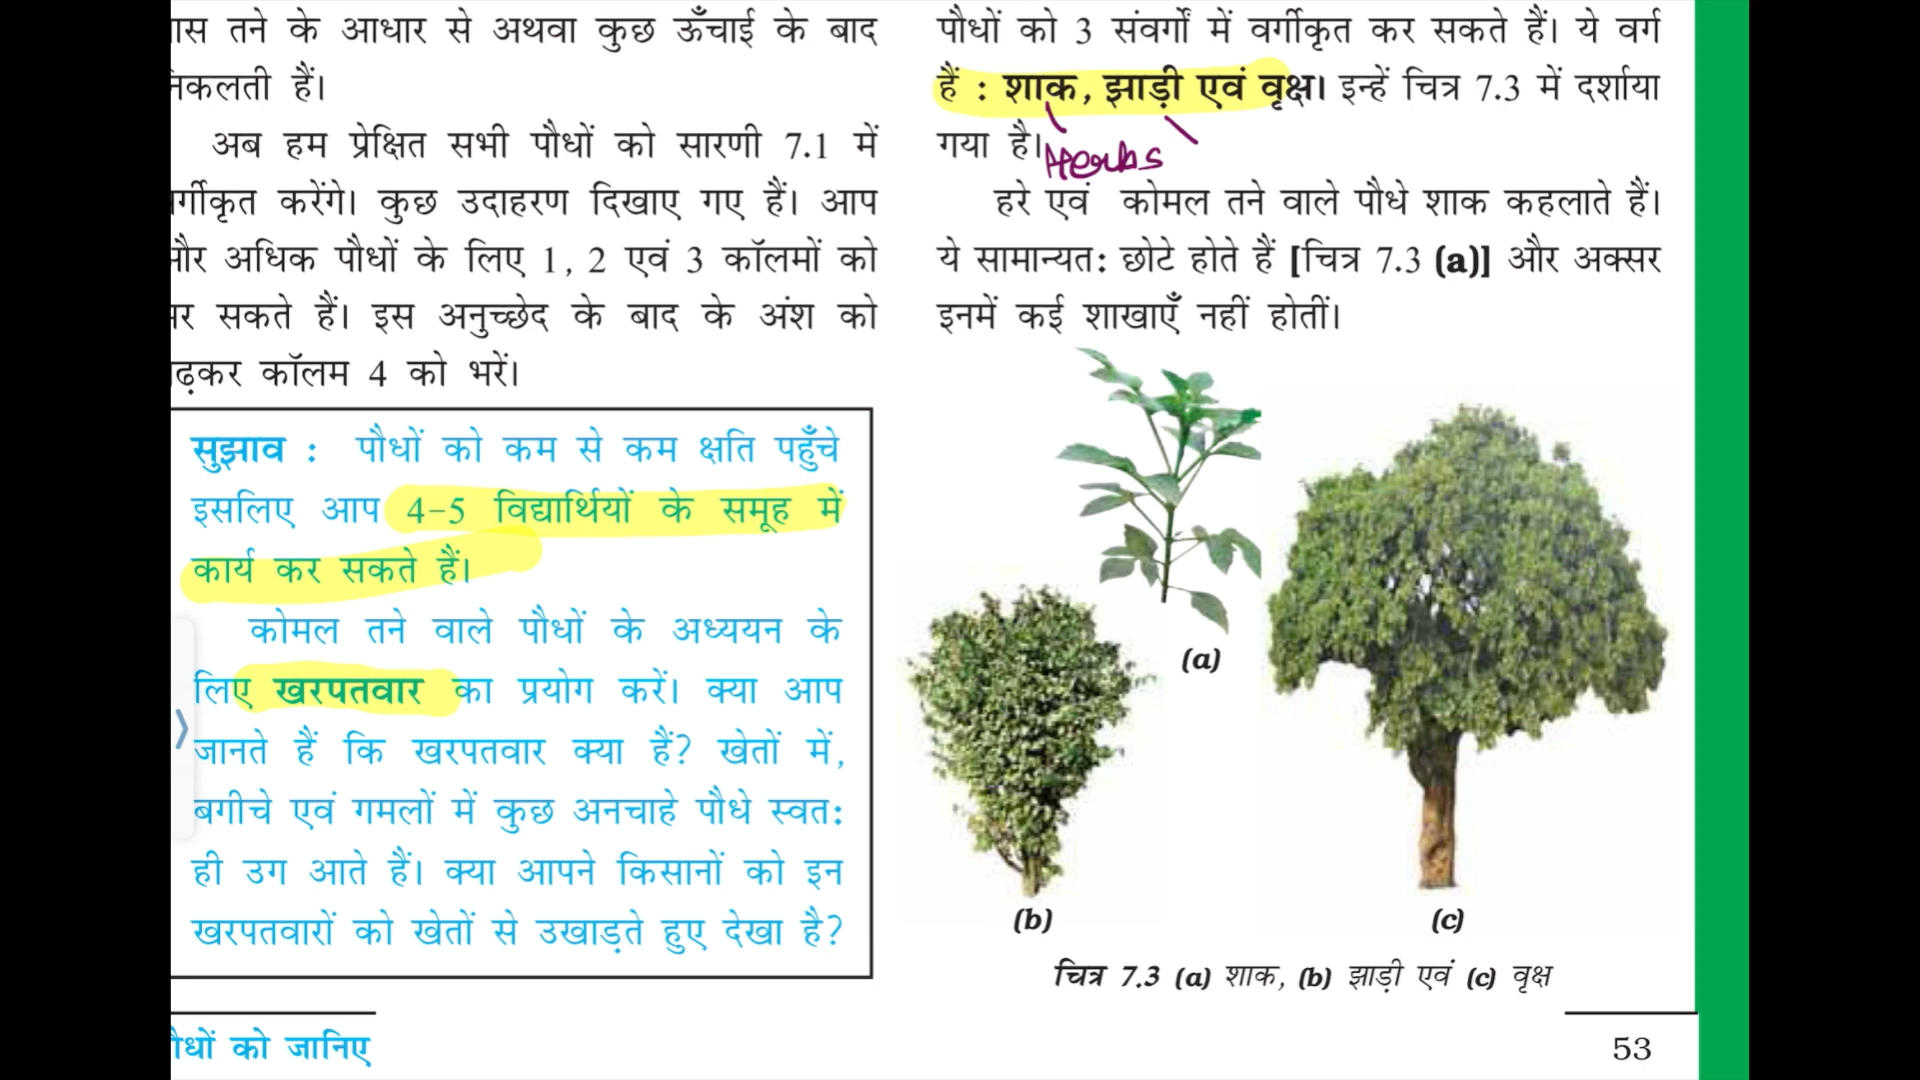 ास तने के आधार से अथवा कुछ ऊँचाई के बाद
नकलती हैं।
अब हम प्रेक्षित सभी पौधों को सारणी 7.1 में
र्गीकृत करेंगे। कुछ उदाहरण दिखाए गए हैं। आप
और अधिक पौधों के लिए 1, 2 एवं 3 कॉलमों को
र सकते हैं। इस अनुच्छेद के बाद के अंश को
ढ़कर कॉलम 4 को भरें।
सुझाव : पौधों को कम से कम क्षति पहुँचे
इसलिए आप 4-5 विद्यार्थियों के समूह में
कार्य कर सकते हैं।
कोमल तने वाले पौधों के अध्ययन के
लिए खरपतवार का प्रयोग करें। क्या आप
जानते हैं कि खरपतवार क्या हैं? खेतों में,
बगीचे एवं गमलों में कुछ अनचाहे पौधे स्वत:
ही उग आते हैं। क्या आपने किसानों को इन
खरपतवारों को खेतों से उखाड़ते हुए देखा है?
पौधों को 3 संवर्गों में वर्गीकृत कर सकते हैं। ये वर्ग
हैं : शाक, झाड़ी एवं वृक्ष। इन्हें चित्र 7.3 में दर्शाया
गया है।
Herbs
हरे एवं कोमल तने वाले पौधे शाक कहलाते हैं।
ये सामान्यत: छोटे होते हैं [चित्र 7.3 (a)] और अक्सर
इनमें कई शाखाएँ नहीं होतीं।
(a)
(b)
(c)
चित्र 7.3 (a) शाक, (b) झाड़ी एवं (c) वृक्ष
ौधों को जानिए
53